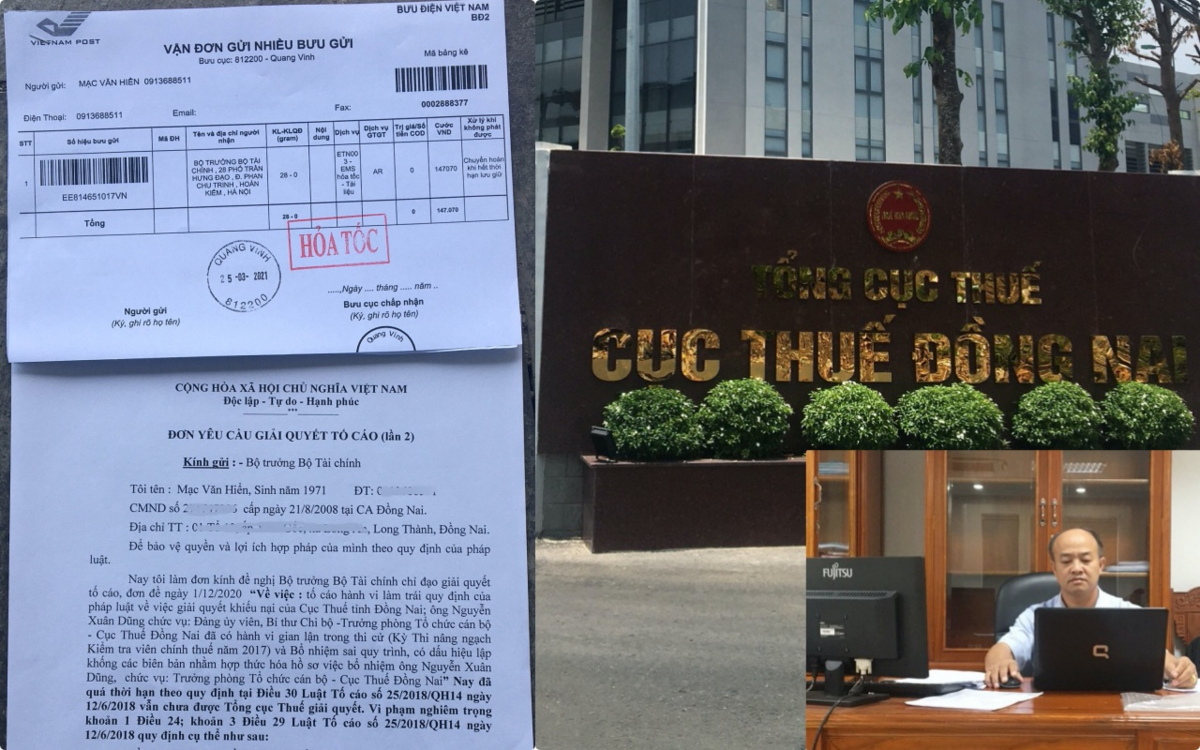 VIETNAM POST
BƯU ĐIỆN VIỆT NAM
BĐ2
VẬN ĐƠN GỬI NHIỀU BƯU GỬI
Bưu cục: 812200 - Quang Vinh
Mã bảng kê
Người gửi: MẠC VĂN HIỀN 0913688511
0002888377
Điện Thoại: 0913688511 Email: Fax:
STT Số hiệu bưu gửi Mã ĐH Tên và địa chỉ người nhận KL-KLQĐ (gram) Nội dung Dịch vụ Dịch vụ GTGT Trị giá/Số tiền COD Cước VND Xử lý khi không phát được
1 EE814651017VN BỘ TRƯỞNG BỘ TÀI CHÍNH , 28 PHỐ TRẦN HƯNG ĐẠO , Đ. PHAN CHU TRINH , HOÀN KIẾM , HÀ NỘI 28 - 0 ETN003 - EMS hỏa tốc - Tài liệu AR 0 147070 Chuyển hoàn khi hết thời hạn lưu giữ
Tổng 28 - 0 0 147.070
HỎA TỐC
QUANG VINH
25-03-2021
812200
.....,Ngày .... tháng ..... năm ..
Người gửi
(Ký, ghi rõ họ tên)
Bưu cục chấp nhận
(Ký, ghi rõ họ tên)
Quang Vinh
CỘNG HÒA XÃ HỘI CHỦ NGHĨA VIỆT NAM
Độc lập - Tự do - Hạnh phúc
***
ĐƠN YÊU CẦU GIẢI QUYẾT TỐ CÁO (lần 2)
Kính gửi : - Bộ trưởng Bộ Tài chính
Tôi tên : Mạc Văn Hiền, Sinh năm 1971 ĐT: 0
CMND số 2 cấp ngày 21/8/2008 tại CA Đồng Nai.
Địa chỉ TT : Long Thành, Đồng Nai.
Để bảo vệ quyền và lợi ích hợp pháp của mình theo quy định của pháp
luật.
Nay tôi làm đơn kính đề nghị Bộ trưởng Bộ Tài chính chỉ đạo giải quyết
tố cáo, đơn đề ngày 1/12/2020 “Về việc : tố cáo hành vi làm trái quy định của
pháp luật về việc giải quyết khiếu nại của Cục Thuế tỉnh Đồng Nai; ông Nguyễn
Xuân Dũng chức vụ: Đảng ủy viên, Bí thư Chi bộ -Trưởng phòng Tổ chức cán bộ
- Cục Thuế Đồng Nai đã có hành vi gian lận trong thi cử (Kỳ Thi nâng ngạch
Kiểm tra viên chính thuế năm 2017) và Bổ nhiệm sai quy trình, có dấu hiệu lập
khống các biên bản nhằm hợp thức hóa hồ sơ việc bổ nhiệm ông Nguyễn Xuân
Dũng, chức vụ: Trưởng phòng Tổ chức cán bộ - Cục Thuế Đồng Nai” Nay đã
quá thời hạn theo quy định tại Điều 30 Luật Tố cáo số 25/2018/QH14 ngày
12/6/2018 vẫn chưa được Tổng cục Thuế giải quyết. Vi phạm nghiêm trọng
khoản 1 Điều 24; khoản 3 Điều 29 Luật Tố cáo số 25/2018/QH14 ngày
12/6/2018 quy định cụ thể như sau:
TỔNG CỤC THUẾ
CỤC THUẾ ĐỒNG NAI
FUJITSU